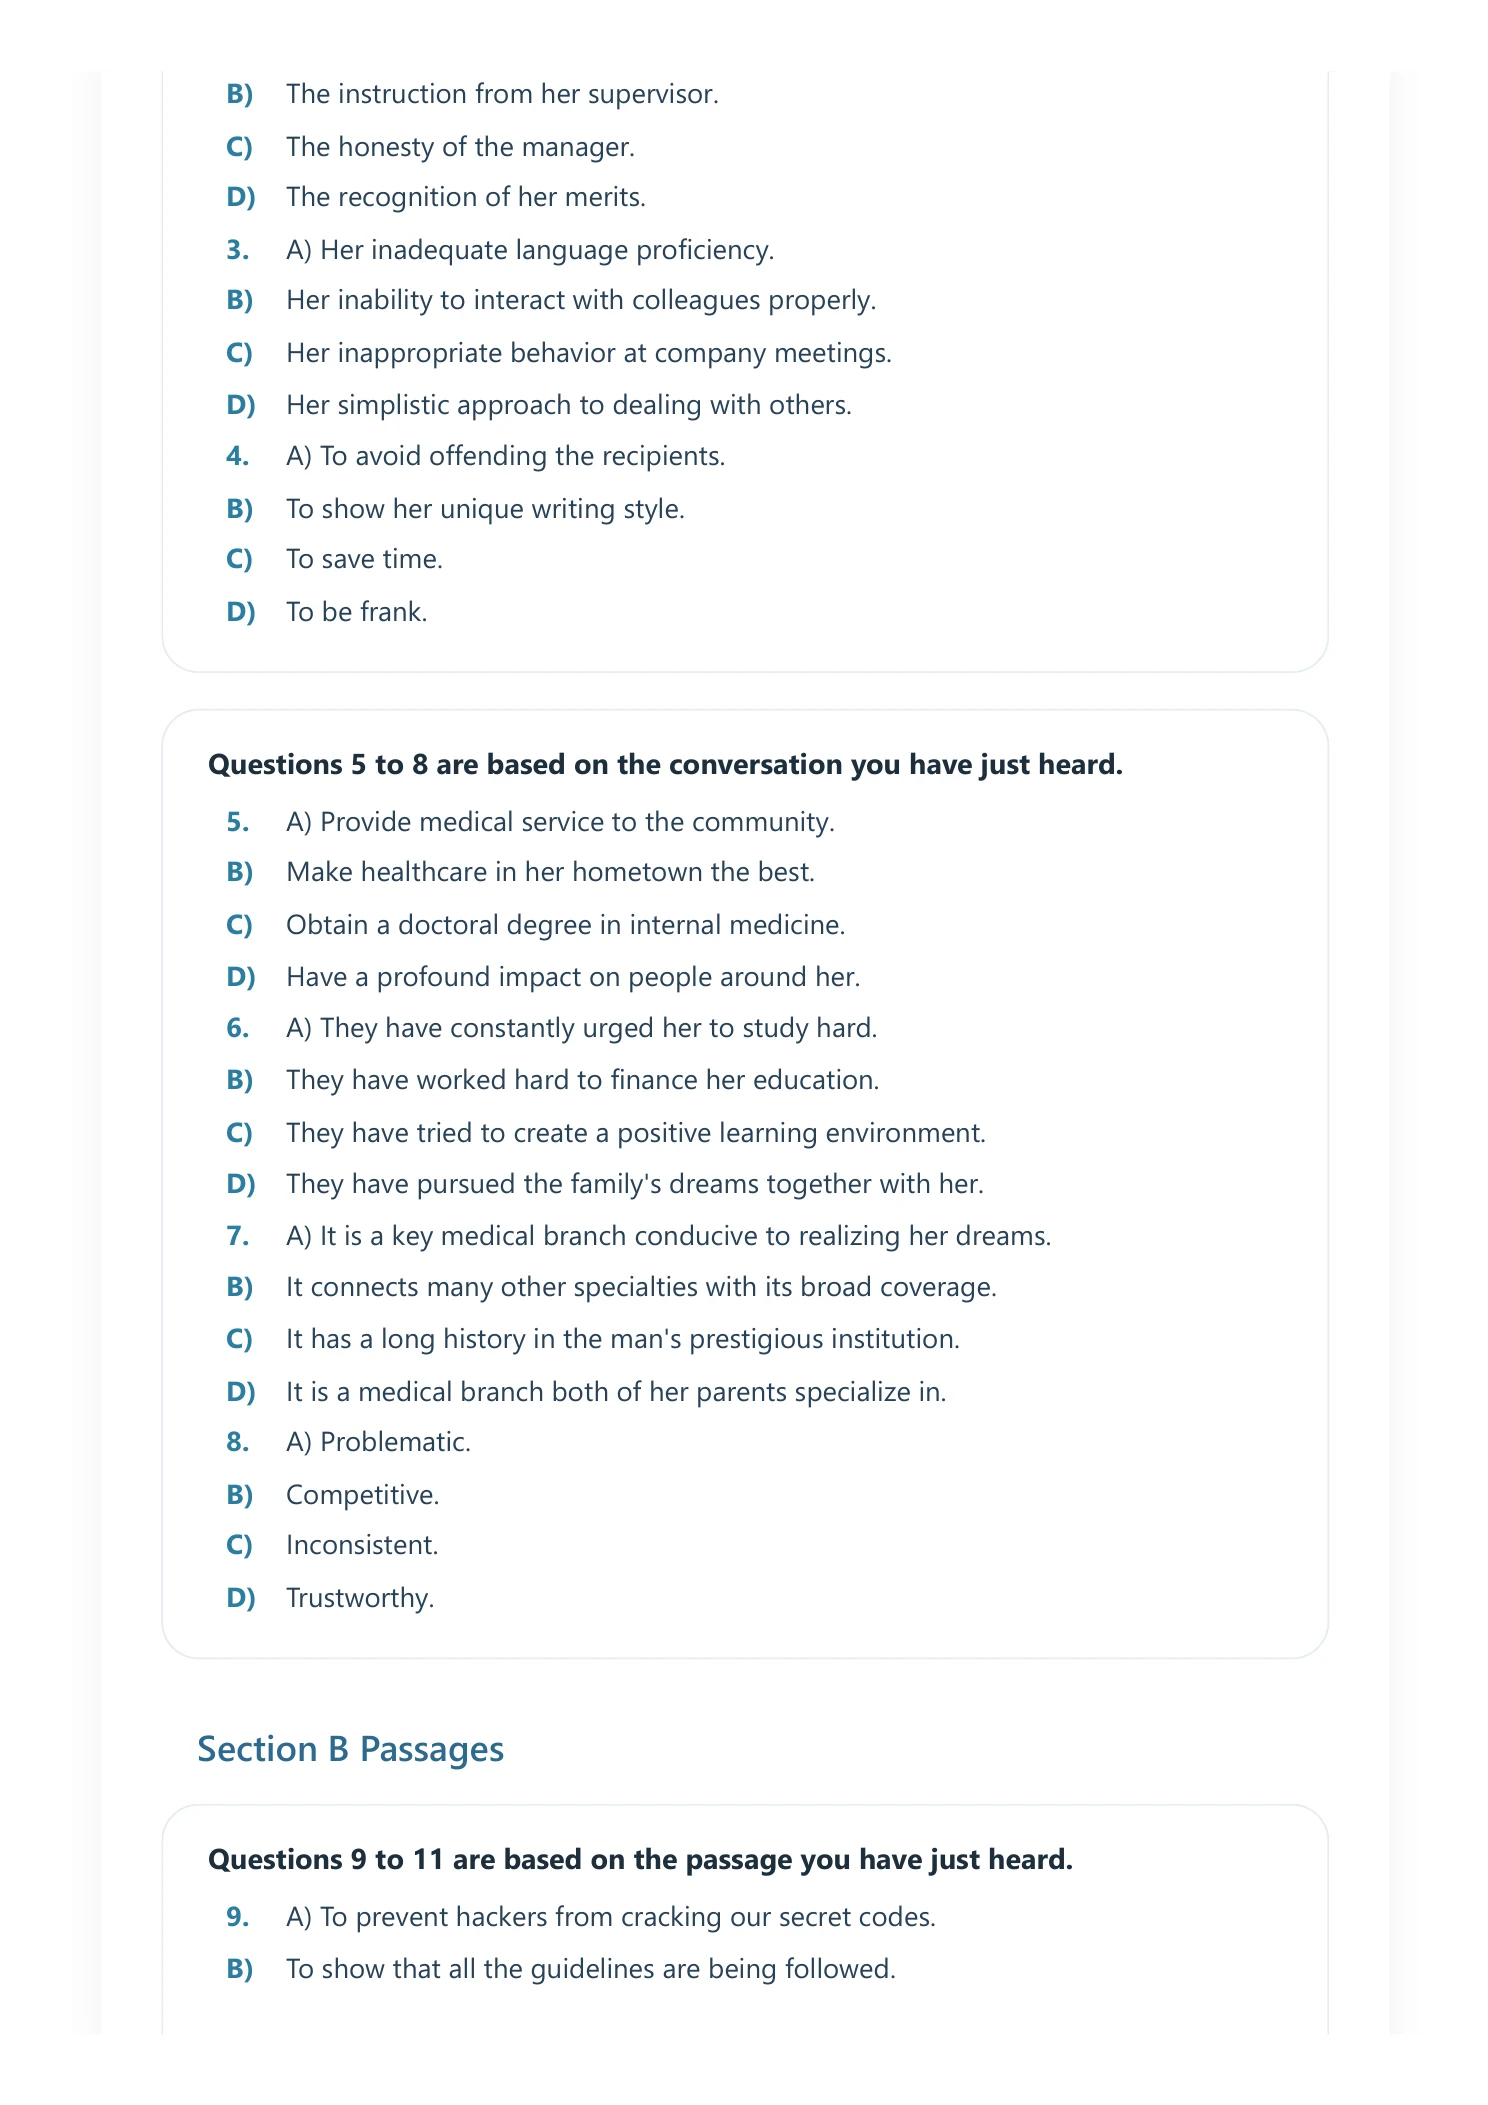 B) The instruction from her supervisor.
C) The honesty of the manager.
D) The recognition of her merits.
3. A) Her inadequate language proficiency.
B) Her inability to interact with colleagues properly.
C) Her inappropriate behavior at company meetings.
D) Her simplistic approach to dealing with others.
4. A) To avoid offending the recipients.
B) To show her unique writing style.
C) To save time.
D) To be frank.
Questions 5 to 8 are based on the conversation you have just heard.
5. A) Provide medical service to the community.
B) Make healthcare in her hometown the best.
C) Obtain a doctoral degree in internal medicine.
D) Have a profound impact on people around her.
6. A) They have constantly urged her to study hard.
B) They have worked hard to finance her education.
C) They have tried to create a positive learning environment.
D) They have pursued the family's dreams together with her.
7. A) It is a key medical branch conducive to realizing her dreams.
B) It connects many other specialties with its broad coverage.
C) It has a long history in the man's prestigious institution.
D) It is a medical branch both of her parents specialize in.
8. A) Problematic.
B) Competitive.
C) Inconsistent.
D) Trustworthy.
Section B Passages
Questions 9 to 11 are based on the passage you have just heard.
9. A) To prevent hackers from cracking our secret codes.
B) To show that all the guidelines are being followed.